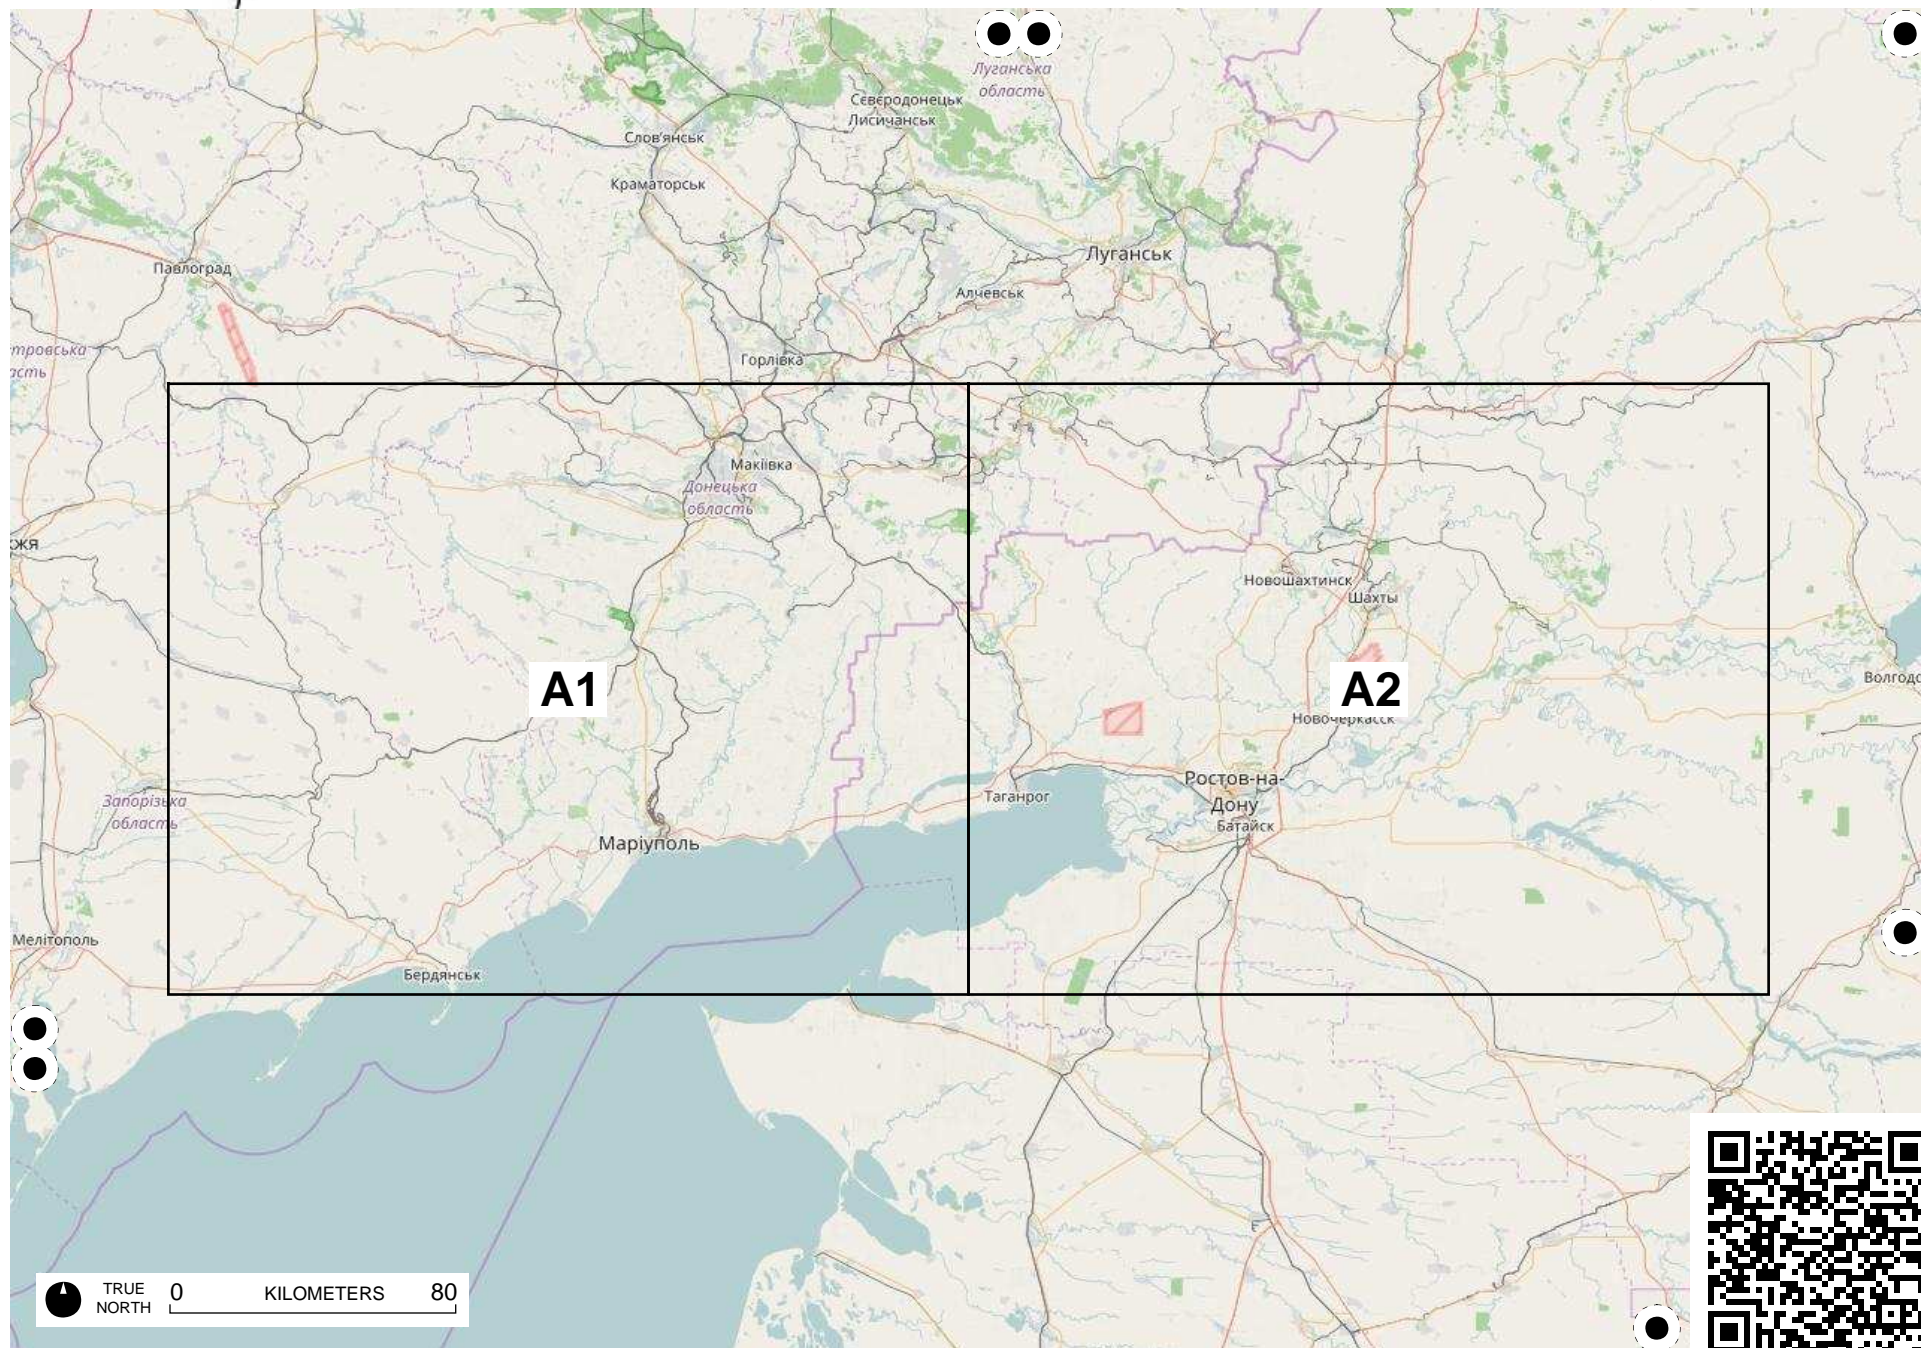 Луганська
область
Сєвєродонецьк
Лисичанськ
Слов'янськ
Краматорськ
Луганськ
Павлоград
Алчевськ
тровська
асть
Горлівка
Макіївка
Донецька
область
жя
Новошахтинск
Шахты
A1
A2
Волгодо
Новочеркасск
Ростов-на-
Дону
Таганрог
Батайск
Запорізька
область
Маріуполь
Мелітополь
Бердянськ
TRUE
NORTH
0 KILOMETERS 80